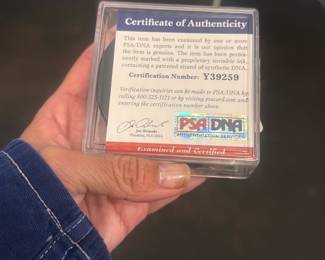 Certificate of Authenticity
This item has been examined by one or more
PSA/DNA experts and it is our opinion that
the item is genuine. The item has been perma-
nently marked with a proprietary invisible ink,
containing a patented strand of synthetic DNA.
Certification Number: Y39259
Verification inquiries can be made to PSA/DNA by
calling 800-325-1121 or by visiting psacard.com and
entering the certification number above
PSA/DNA
AUTHENTICATION SERVICES
Examined and Certified